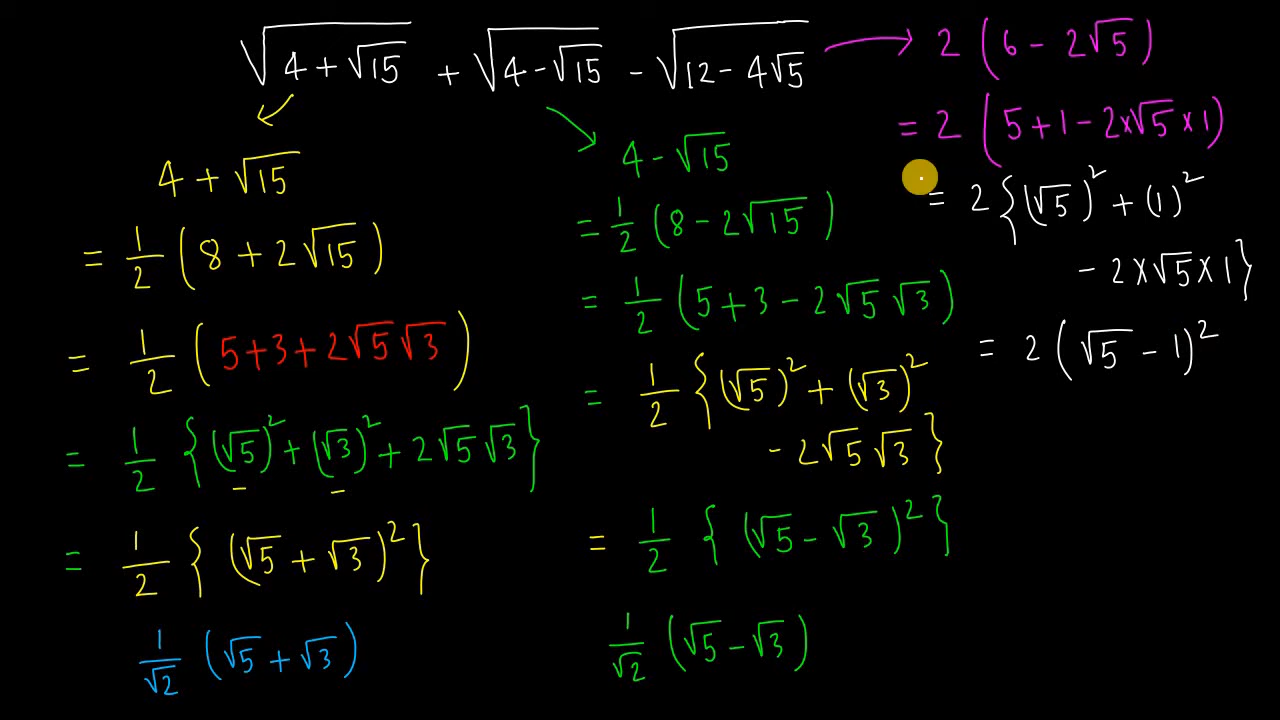 √(4 + √15) + √(4 - √15) - √(12 - 4√5) → 2 (6 - 2√5)
= 2 (5 + 1 - 2×√5×1)
= 2 {(√5)² + (1)²
- 2×√5×1}
= 2 (√5 - 1)²
4 + √15
= 1/2 (8 + 2√15)
= 1/2 (5 + 3 + 2√5 √3)
= 1/2 {(√5)² + (√3)² + 2√5 √3}
= 1/2 {(√5 + √3)²}
1/√2 (√5 + √3)
4 - √15
= 1/2 (8 - 2√15)
= 1/2 (5 + 3 - 2√5 √3)
= 1/2 {(√5)² + (√3)²
- 2√5 √3}
= 1/2 {(√5 - √3)²}
1/√2 (√5 - √3)